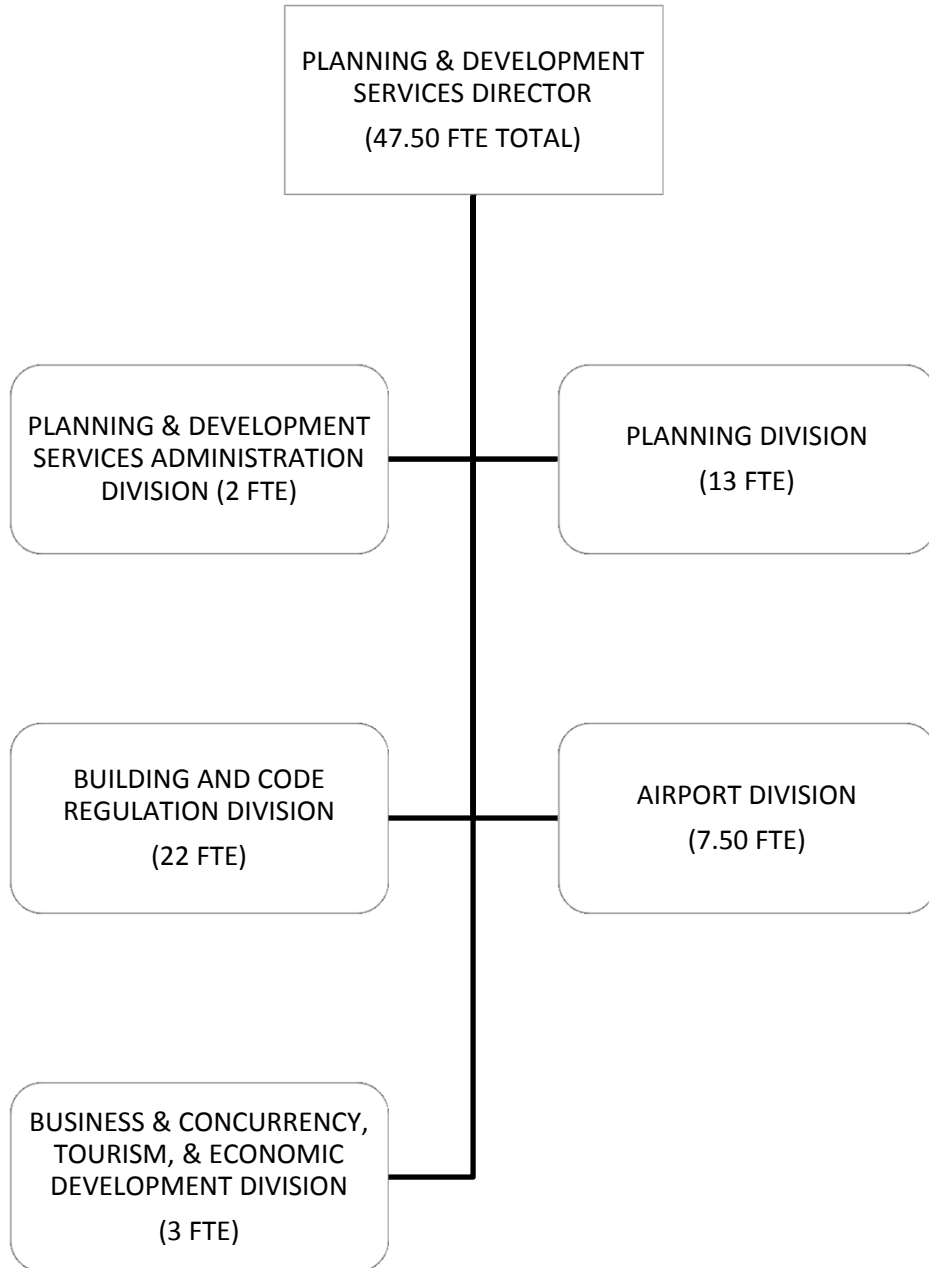 PLANNING & DEVELOPMENT
SERVICES DIRECTOR
(47.50 FTE TOTAL)
PLANNING & DEVELOPMENT
SERVICES ADMINISTRATION
DIVISION (2 FTE)
PLANNING DIVISION
(13 FTE)
BUILDING AND CODE
REGULATION DIVISION
(22 FTE)
AIRPORT DIVISION
(7.50 FTE)
BUSINESS & CONCURRENCY,
TOURISM, & ECONOMIC
DEVELOPMENT DIVISION
(3 FTE)